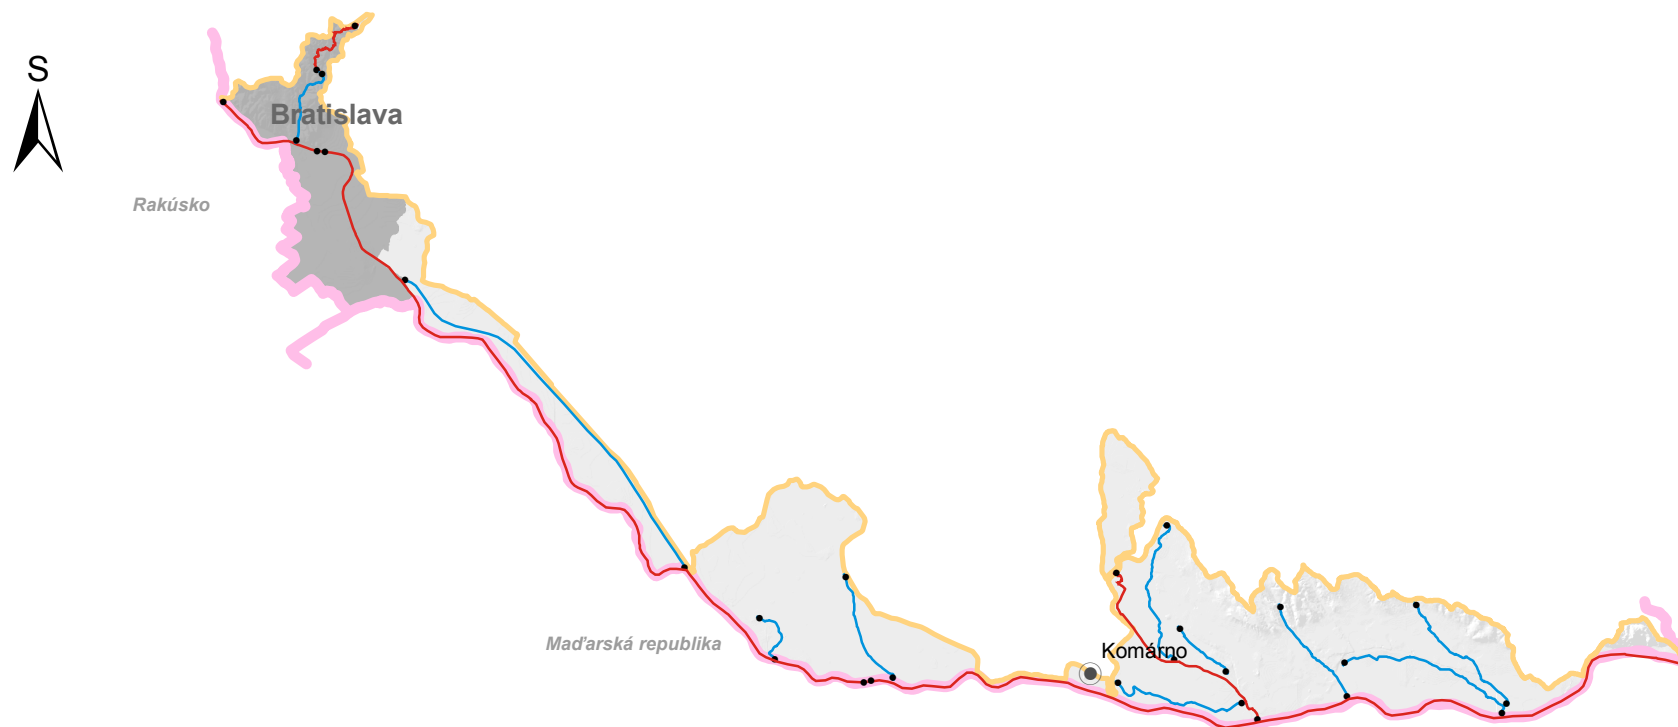 S
Bratislava
Rakúsko
Maďarská republika
Komárno